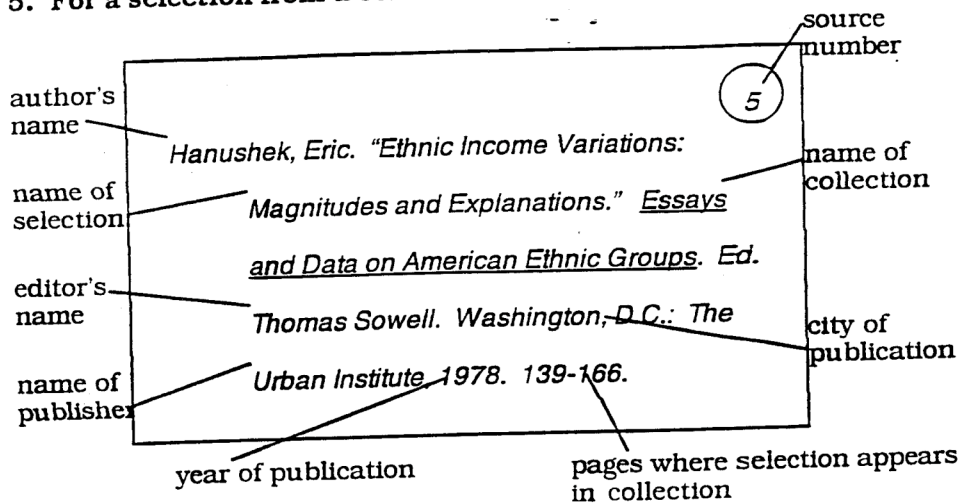 5. For a selection from a
source
number
5
author's
name
Hanushek, Eric. "Ethnic Income Variations:
name of
collection
name of
selection
Magnitudes and Explanations." Essays
and Data on American Ethnic Groups. Ed.
editor's
name
Thomas Sowell. Washington, D.C.: The
city of
publication
name of
publisher
Urban Institute, 1978. 139-166.
year of publication
pages where selection appears
in collection